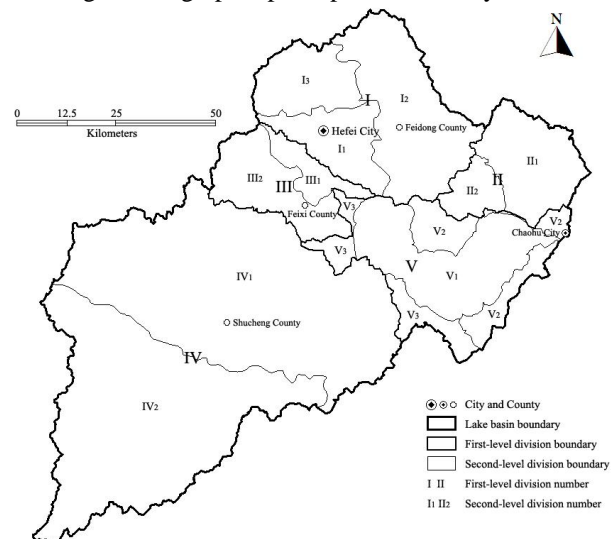 N
0 12.5 25 50
Kilometers
I3
I
I2
Hefei City
I1
Feidong County
II1
III2
III
III1
II2
II
Feixi County
V3
V2
V2
Chaohu City
V3
V
V1
IV1
V3
V2
Shucheng County
IV
IV2
City and County
Lake basin boundary
First-level division boundary
Second-level division boundary
I II First-level division number
I1 II2 Second-level division number